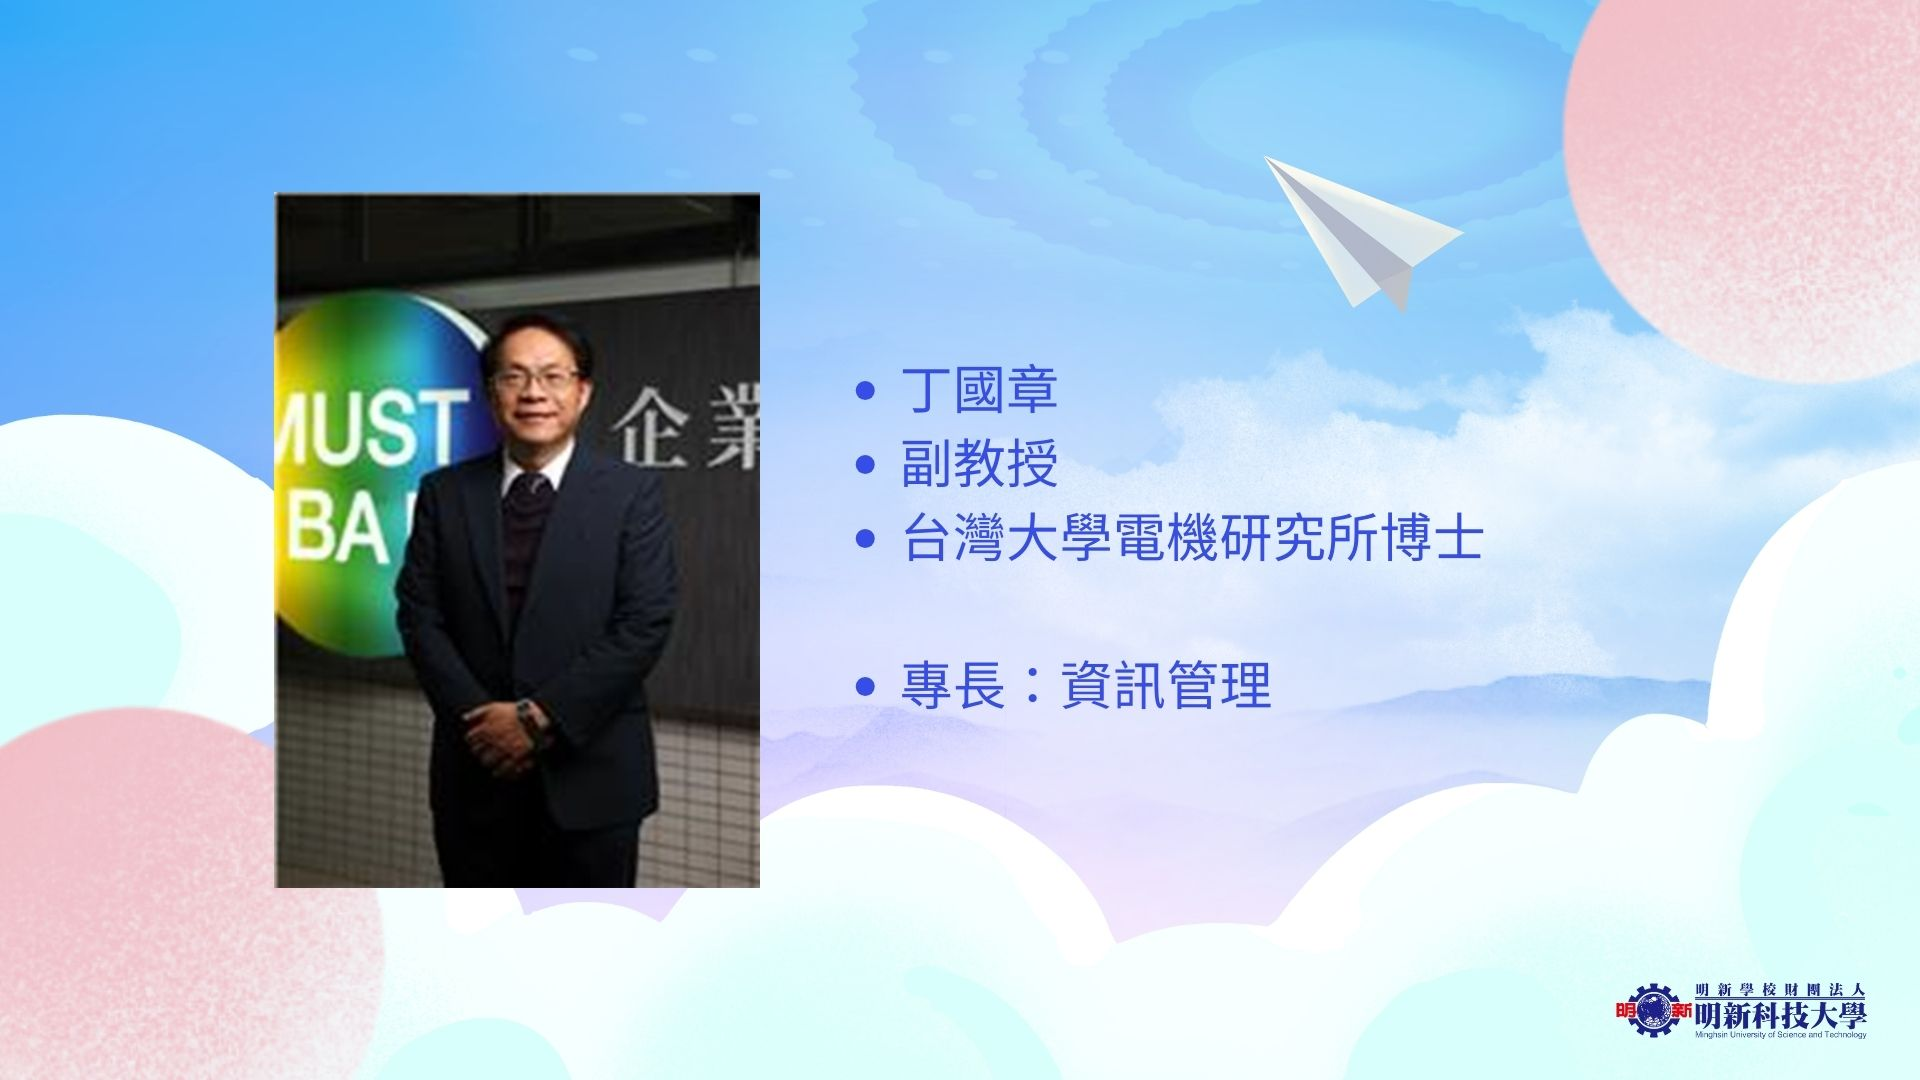 MUST
BA
企業
丁國章
副教授
台灣大學電機研究所博士
專長：資訊管理
明新
明新學校財團法人
明新科技大學
Minghsin University of Science and Technology